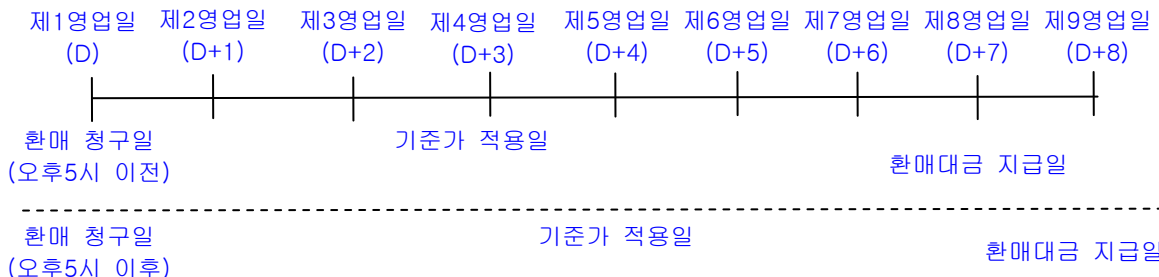 제1영업일 제2영업일 제3영업일 제4영업일 제5영업일 제6영업일 제7영업일 제8영업일 제9영업일
(D) (D+1) (D+2) (D+3) (D+4) (D+5) (D+6) (D+7) (D+8)
환매 청구일 기준가 적용일
(오후5시 이전) 환매대금 지급일
환매 청구일 기준가 적용일
(오후5시 이후) 환매대금 지급일